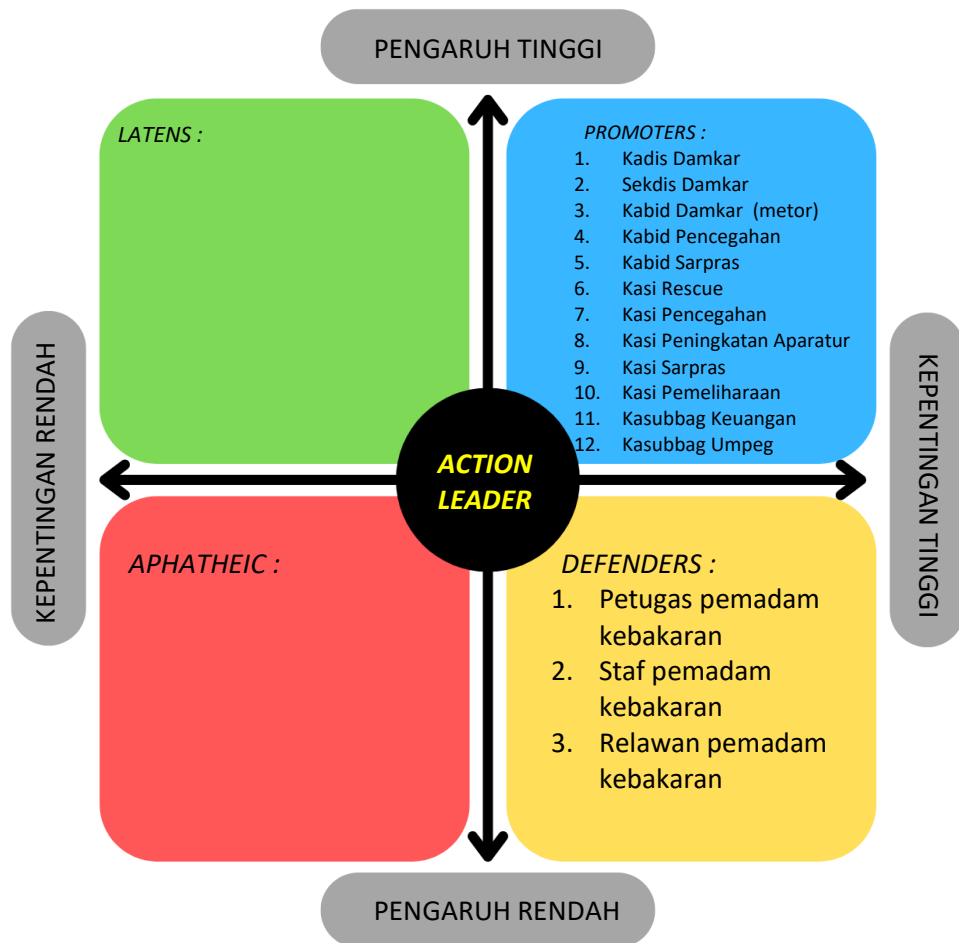 PENGARUH TINGGI
LATENS :
PROMOTERS :
1. Kadis Damkar
2. Sekdis Damkar
3. Kabid Damkar (metor)
4. Kabid Pencegahan
5. Kabid Sarpras
6. Kasi Rescue
7. Kasi Pencegahan
8. Kasi Peningkatan Aparatur
9. Kasi Sarpras
10. Kasi Pemeliharaan
11. Kasubbag Keuangan
12. Kasubbag Umpeg
KEPENTINGAN RENDAH
ACTION
LEADER
KEPENTINGAN TINGGI
APHATHEIC :
DEFENDERS :
1. Petugas pemadam
kebakaran
2. Staf pemadam
kebakaran
3. Relawan pemadam
kebakaran
PENGARUH RENDAH